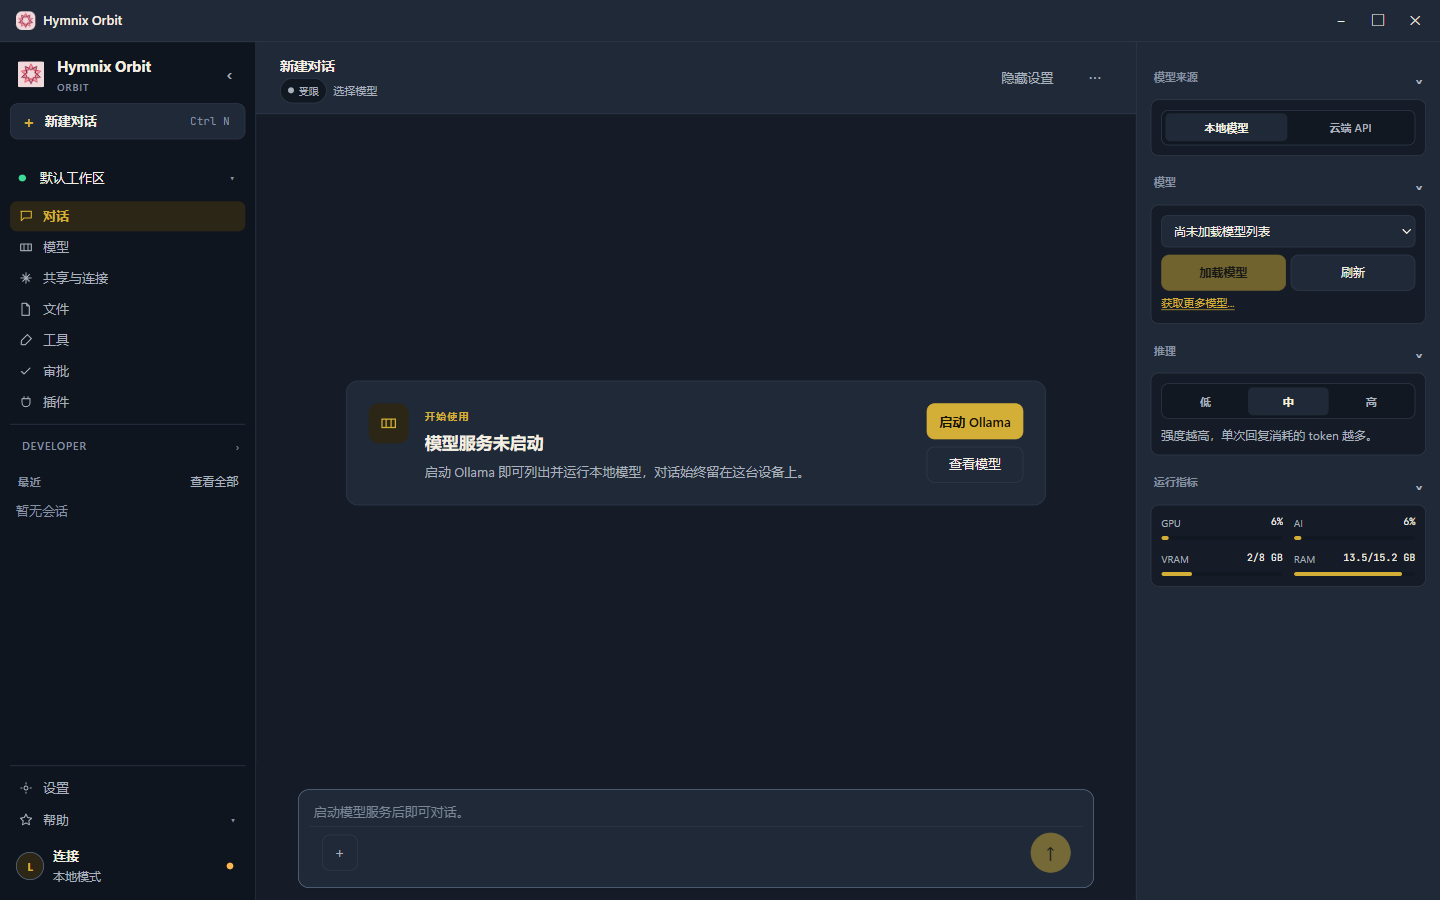 Hymnix Orbit
Hymnix Orbit
ORBIT
+ 新建对话 Ctrl N
默认工作区
对话
模型
共享与连接
文件
工具
审批
插件
DEVELOPER
最近 查看全部
暂无会话
设置
帮助
L
连接
本地模式
新建对话
受限 选择模型
隐藏设置 ...
开始使用
模型服务未启动
启动 Ollama 即可列出并运行本地模型，对话始终留在这台设备上。
启动 Ollama
查看模型
启动模型服务后即可对话。
+ ↑
模型来源
本地模型 云端 API
模型
尚未加载模型列表
加载模型 刷新
获取更多模型...
推理
低 中 高
强度越高，单次回复消耗的 token 越多。
运行指标
GPU 6% AI 6%
VRAM 2/8 GB RAM 13.5/15.2 GB